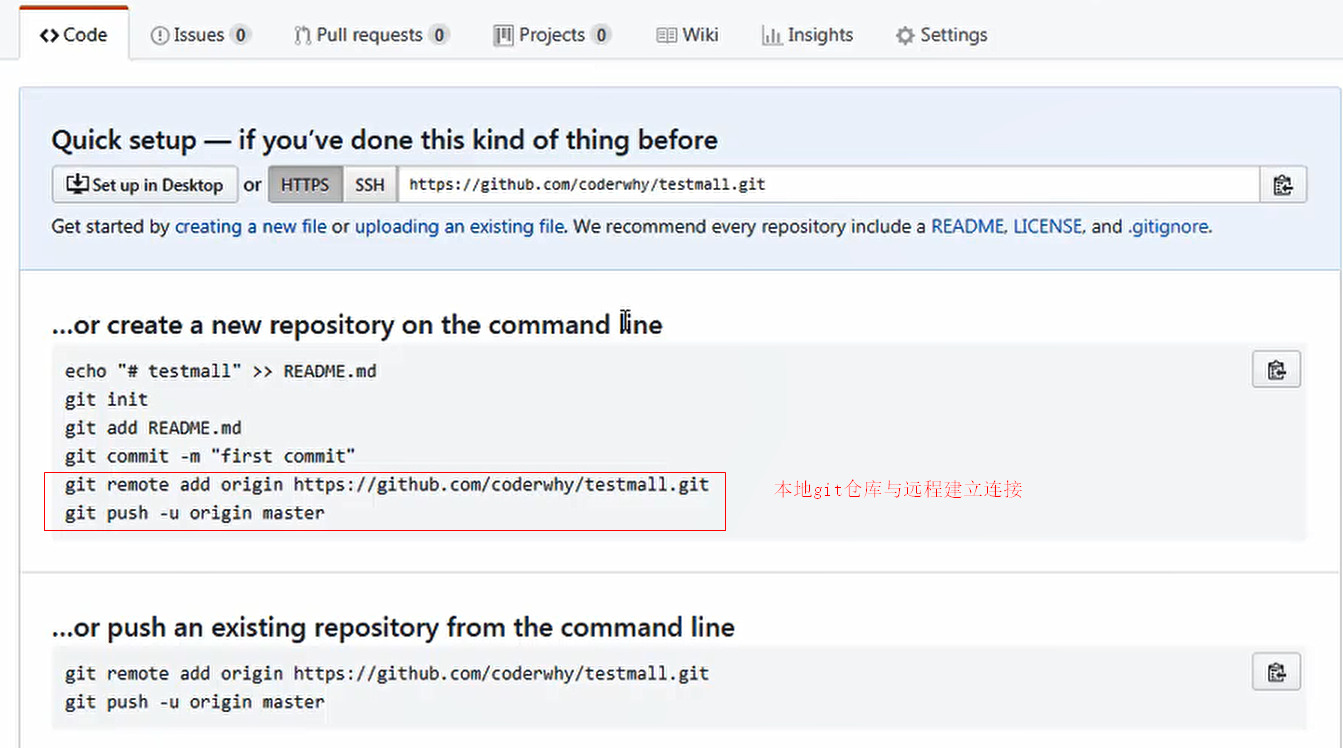 Code Issues 0 Pull requests 0 Projects 0 Wiki Insights Settings
Quick setup — if you’ve done this kind of thing before
Set up in Desktop or HTTPS SSH https://github.com/coderwhy/testmall.git
Get started by creating a new file or uploading an existing file. We recommend every repository include a README, LICENSE, and .gitignore.
…or create a new repository on the command line
echo "# testmall" >> README.md
git init
git add README.md
git commit -m "first commit"
git remote add origin https://github.com/coderwhy/testmall.git
本地git仓库与远程建立连接
git push -u origin master
…or push an existing repository from the command line
git remote add origin https://github.com/coderwhy/testmall.git
git push -u origin master